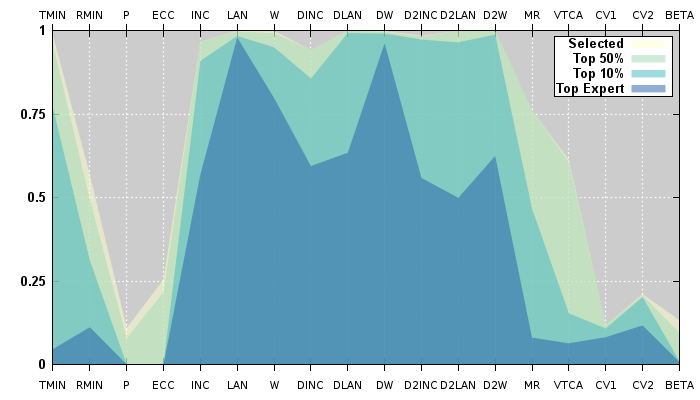 TMIN RMIN P ECC INC LAN W DINC DLAN DW D2INC D2LAN D2W MR VTCA CV1 CV2 BETA
1
Selected
Top 50%
Top 10%
Top Expert
0.75
0.5
0.25
0
TMIN RMIN P ECC INC LAN W DINC DLAN DW D2INC D2LAN D2W MR VTCA CV1 CV2 BETA